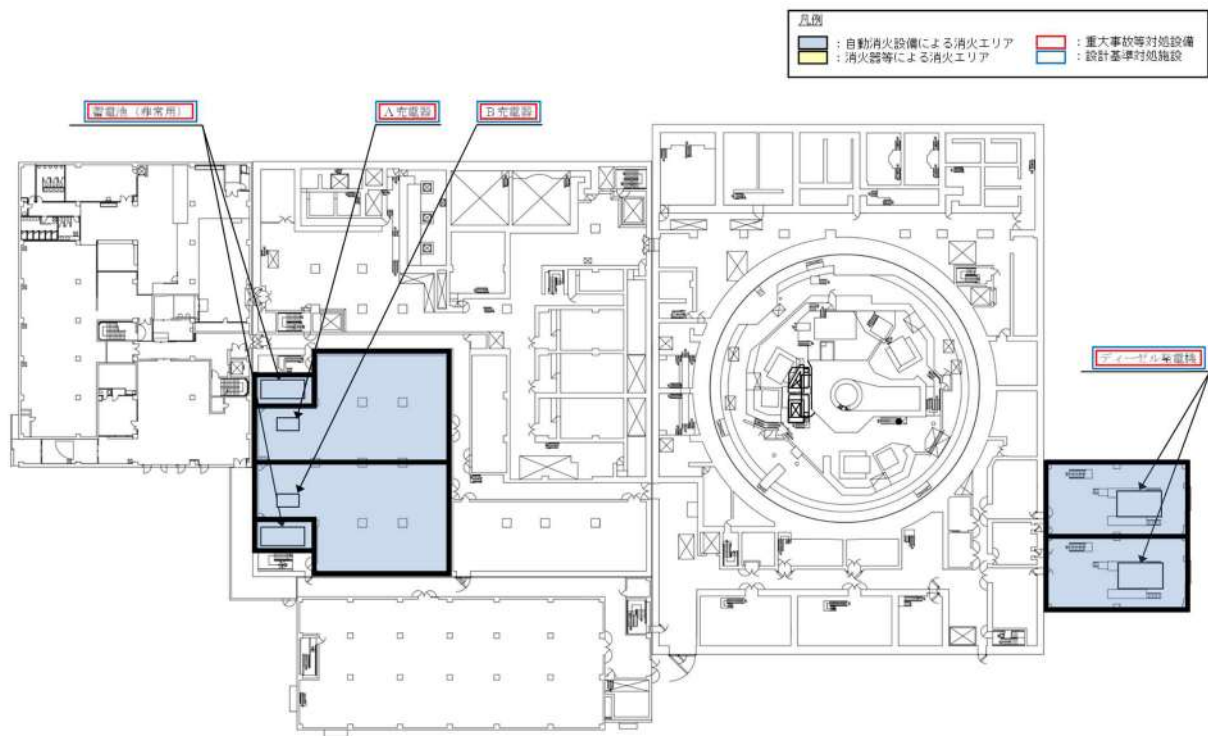 凡例
：自動消火設備による消火エリア
：重大事故等対処設備
：消火器等による消火エリア
：設計基準対処施設
蓄電池（非常用）
A充電器
B充電器
ディーゼル発電機